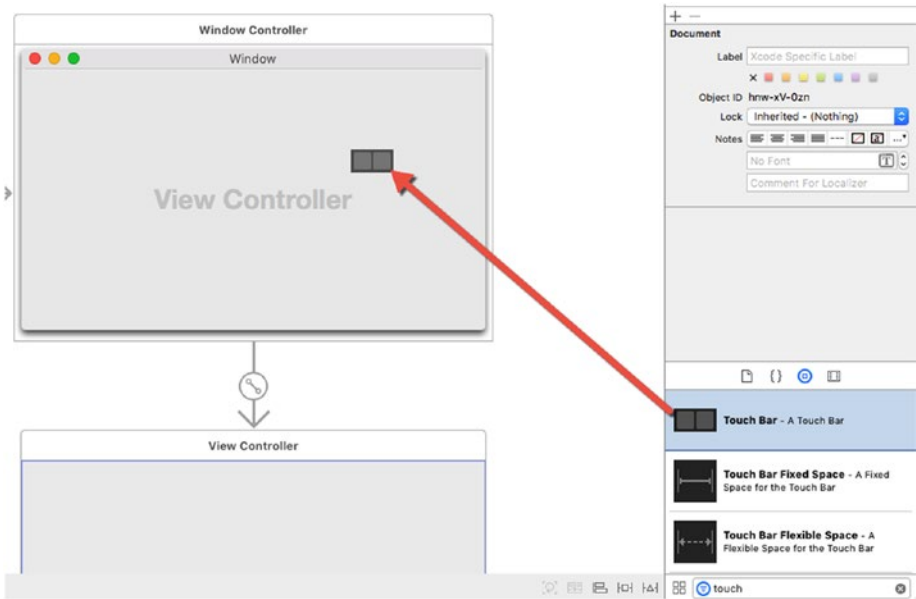 Window Controller
Window
View Controller
View Controller
Document
Label Xcode Specific Label
Object ID hnw-xV-0zn
Lock Inherited - (Nothing)
Notes
No Font
Comment For Localizer
Touch Bar - A Touch Bar
Touch Bar Fixed Space - A Fixed
Space for the Touch Bar
Touch Bar Flexible Space - A
Flexible Space for the Touch Bar
touch